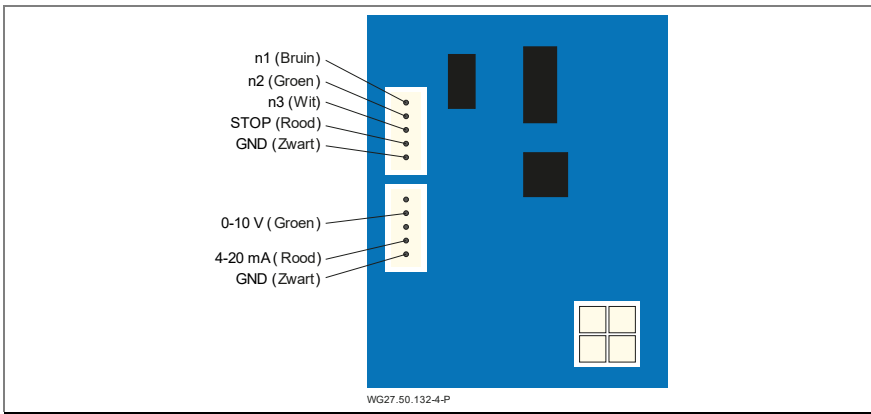 n1 (Bruin)
n2 (Groen)
n3 (Wit)
STOP (Rood)
GND (Zwart)
0-10 V (Groen)
4-20 mA (Rood)
GND (Zwart)
WG27.50.132-4-P